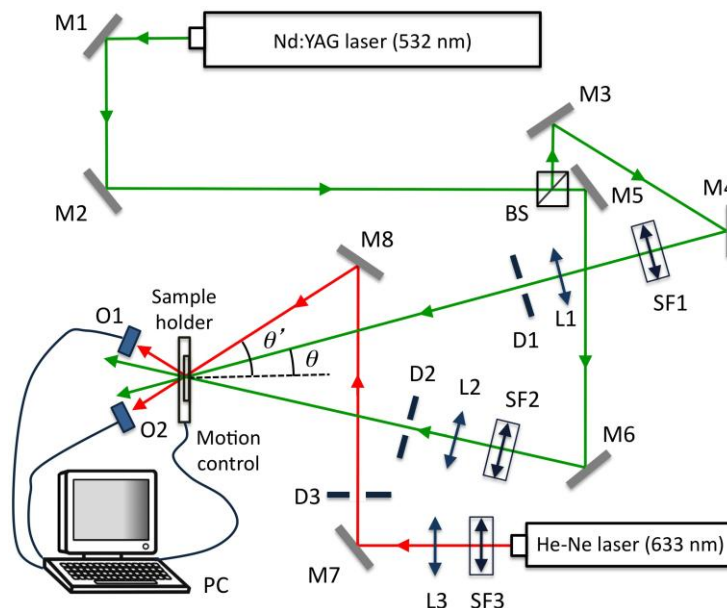 M1
Nd:YAG laser (532 nm)
M3
M2
BS
M5
M4
M8
SF1
Sample
holder
O1
θ’
θ
D1
L1
D2
L2
SF2
O2
Motion
control
M6
D3
He-Ne laser (633 nm)
PC
M7
L3
SF3